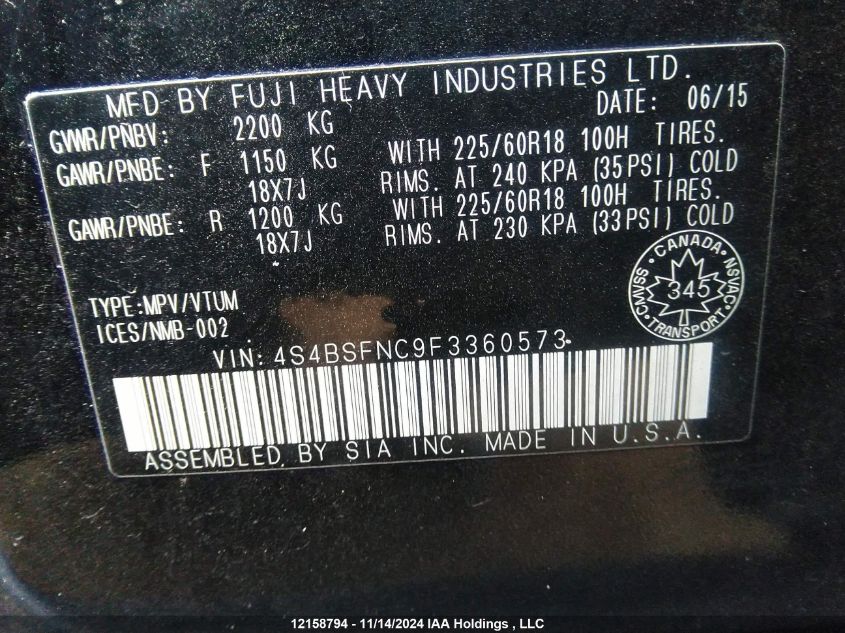 MFD BY FUJI HEAVY INDUSTRIES LTD.
DATE: 06/15
GVWR/PNBV: 2200 KG
GAWR/PNBE: F 1150 KG WITH 225/60R18 100H TIRES.
18X7J RIMS. AT 240 KPA (35PSI) COLD
GAWR/PNBE: R 1200 KG WITH 225/60R18 100H TIRES.
18X7J RIMS. AT 230 KPA (33PSI) COLD
CANADA
CMVSS 345 NSVAC
TRANSPORT
TYPE:MPV/VTUM
ICES/NMB-002
VIN: 4S4BSFNC9F3360573
ASSEMBLED BY SIA INC. MADE IN U.S.A.
12158794 - 11/14/2024 IAA Holdings , LLC